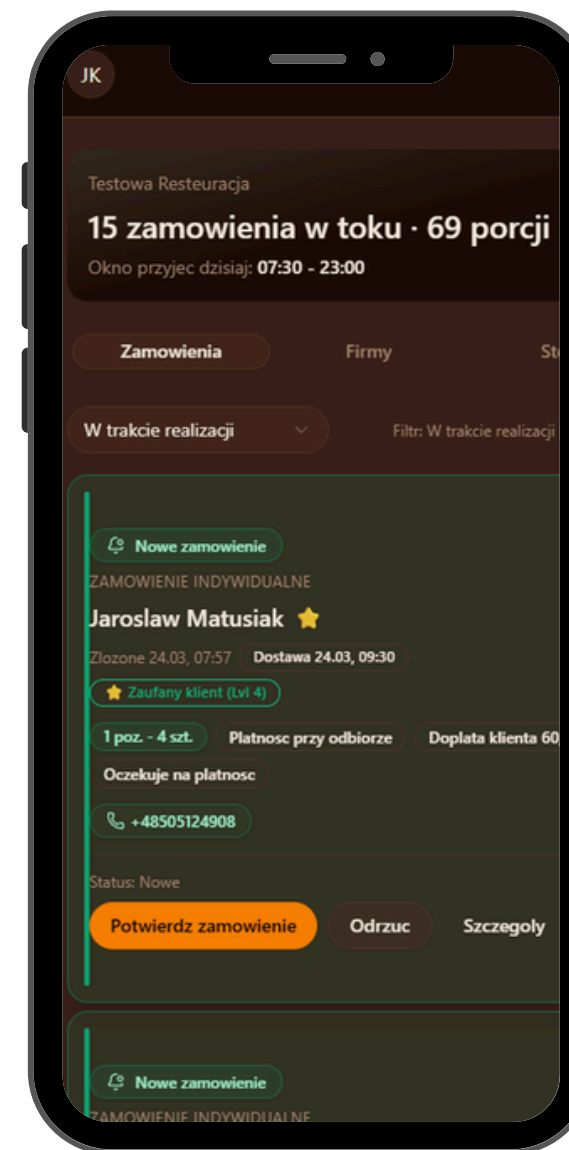 JK
Testowa Resteuracja
15 zamowienia w toku · 69 porcji
Okno przyjec dzisiaj: 07:30 - 23:00
Zamowienia Firmy
W trakcie realizacji Filtr: W trakcie realizacji
Nowe zamowienie
ZAMOWIENIE INDYWIDUALNE
Jaroslaw Matusiak
Zlozone 24.03, 07:57 Dostawa 24.03, 09:30
Zaufany klient (Lvl 4)
1 poz. - 4 szt. Platnosc przy odbiorze Doplata klienta 60,
Oczekuje na platnosc
+48505124908
Status: Nowe
Potwierdz zamowienie Odrzuc Szczegoly
Nowe zamowienie
ZAMOWIENIE INDYWIDUALNE